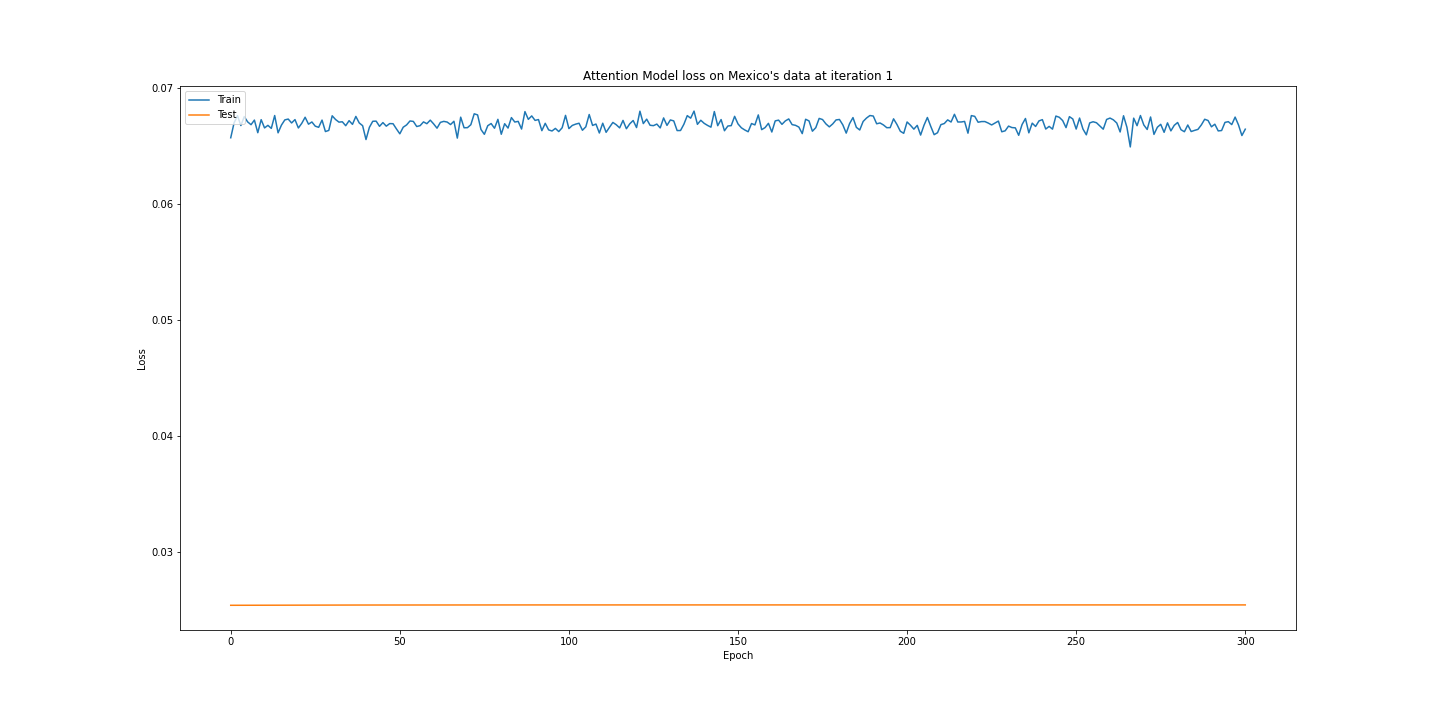 Attention Model loss on Mexico's data at iteration 1
Train
Test
0.07
0.06
0.05
0.04
0.03
Loss
0 50 100 150 200 250 300
Epoch